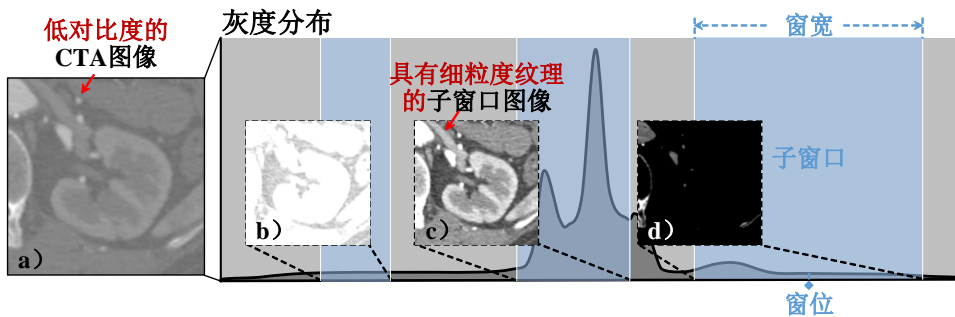 低对比度的
CTA图像
灰度分布
窗宽
具有细粒度纹理
的子窗口图像
子窗口
a）
b）
c）
d）
窗位